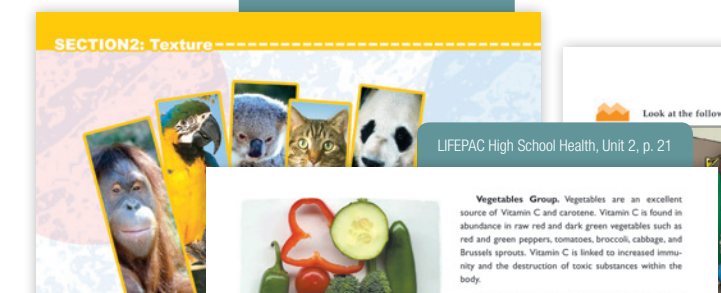 SECTION2: Texture
Look at the follow
LIFEPAC High School Health, Unit 2, p. 21
Vegetables Group. Vegetables are an excellent
source of Vitamin C and carotene. Vitamin C is found in
abundance in raw red and dark green vegetables such as
red and green peppers, tomatoes, broccoli, cabbage, and
Brussels sprouts. Vitamin C is linked to increased immu-
nity and the destruction of toxic substances within the
body.